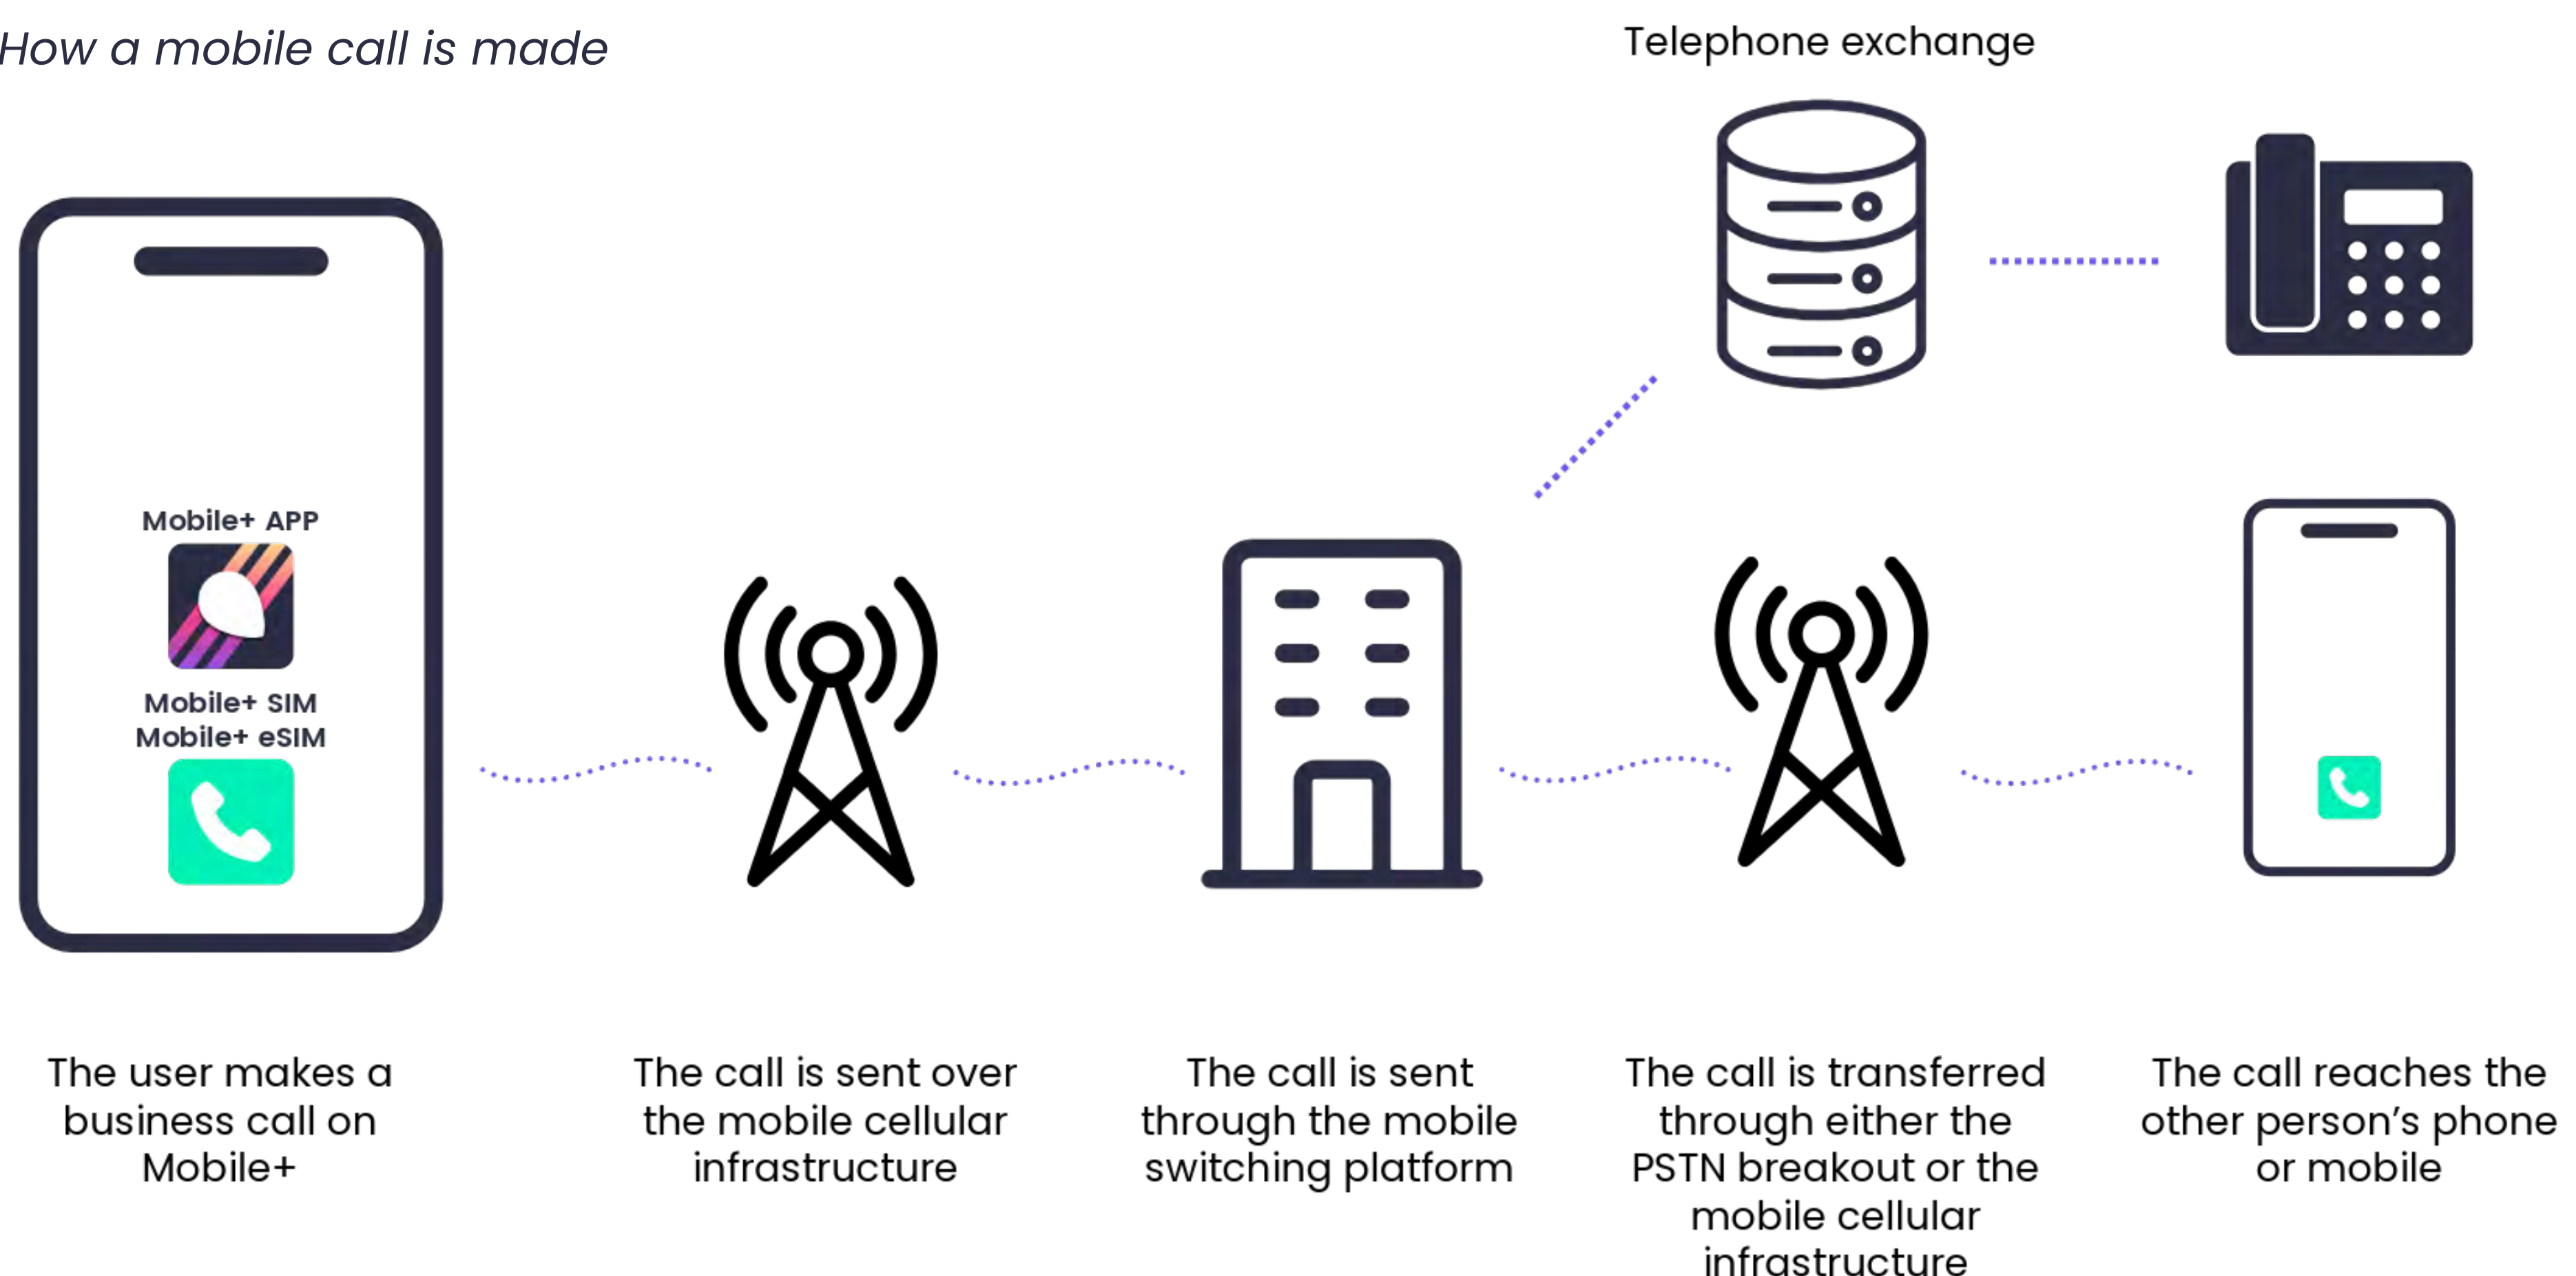 How a mobile call is made
Telephone exchange
Mobile+ APP
Mobile+ SIM
Mobile+ eSIM
The user makes a
business call on
Mobile+
The call is sent over
the mobile cellular
infrastructure
The call is sent
through the mobile
switching platform
The call is transferred
through either the
PSTN breakout or the
mobile cellular
infrastructure
The call reaches the
other person’s phone
or mobile